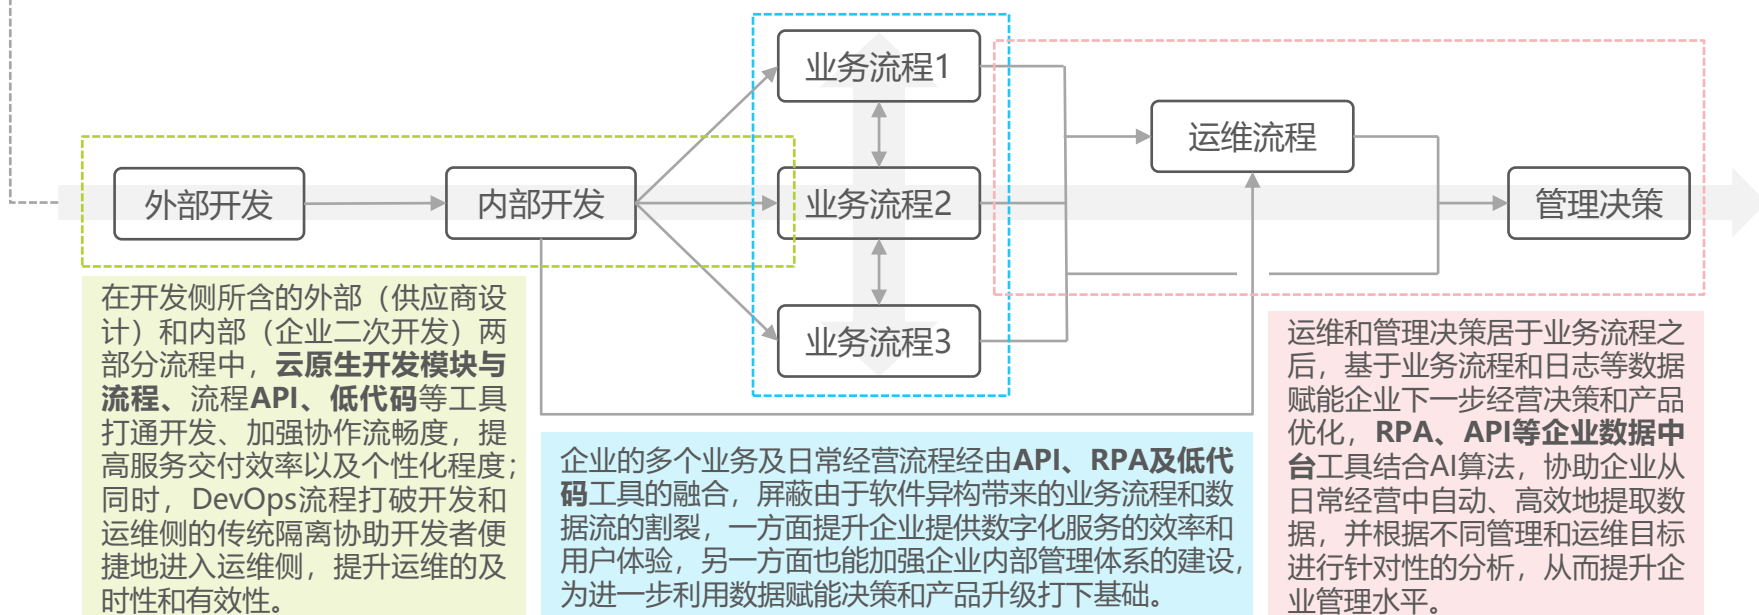 业务流程1
运维流程
外部开发
内部开发
业务流程2
管理决策
业务流程3
在开发侧所含的外部（供应商设
计）和内部（企业二次开发）两
部分流程中，云原生开发模块与
流程、流程API、低代码等工具
打通开发、加强协作流畅度，提
高服务交付效率以及个性化程度；
同时，DevOps流程打破开发和
运维侧的传统隔离协助开发者便
捷地进入运维侧，提升运维的及
时性和有效性。
企业的多个业务及日常经营流程经由API、RPA及低代
码工具的融合，屏蔽由于软件异构带来的业务流程和数
据流的割裂，一方面提升企业提供数字化服务的效率和
用户体验，另一方面也能加强企业内部管理体系的建设，
为进一步利用数据赋能决策和产品升级打下基础。
运维和管理决策居于业务流程之
后，基于业务流程和日志等数据
赋能企业下一步经营决策和产品
优化，RPA、API等企业数据中
台工具结合AI算法，协助企业从
日常经营中自动、高效地提取数
据，并根据不同管理和运维目标
进行针对性的分析，从而提升企
业管理水平。